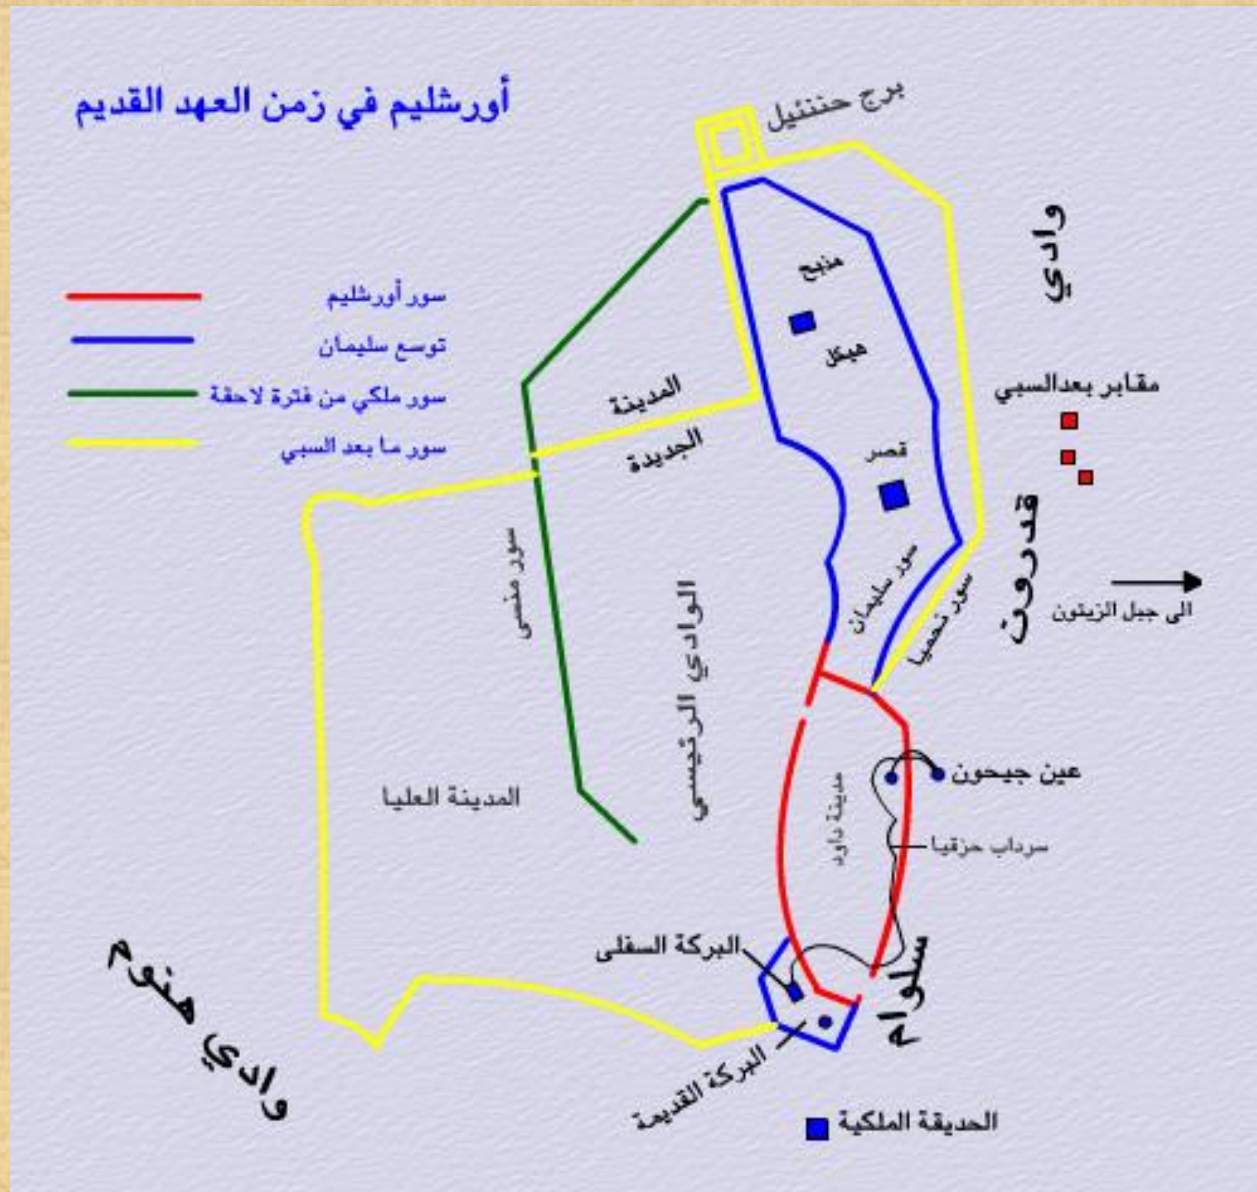 أورشليم في زمن العهد القديم
برج حننئيل
سور أورشليم
توسع سليمان
سور ملكي من فترة لاحقة
سور ما بعد السبي
وادي
قدروت
مذبح
هيكل
قصر
المدينة
الجديدة
مقابر بعدالسبي
الى جبل الزيتون
سور سليمان
سور نحميا
سور منسى
الوادي الرئيسي
المدينة العليا
مدينة داود
عين جيحون
سرداب حزقيا
البركة السفلى
سلوام
البركة القديمة
وادي هنوم
الحديقة الملكية